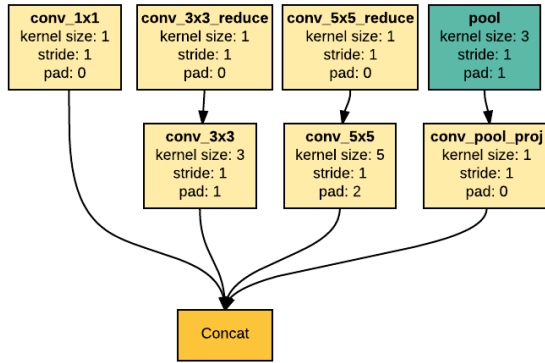 conv_1x1
kernel size: 1
stride: 1
pad: 0
conv_3x3_reduce
kernel size: 1
stride: 1
pad: 0
conv_5x5_reduce
kernel size: 1
stride: 1
pad: 0
pool
kernel size: 3
stride: 1
pad: 1
conv_3x3
kernel size: 3
stride: 1
pad: 1
conv_5x5
kernel size: 5
stride: 1
pad: 2
conv_pool_proj
kernel size: 1
stride: 1
pad: 0
Concat